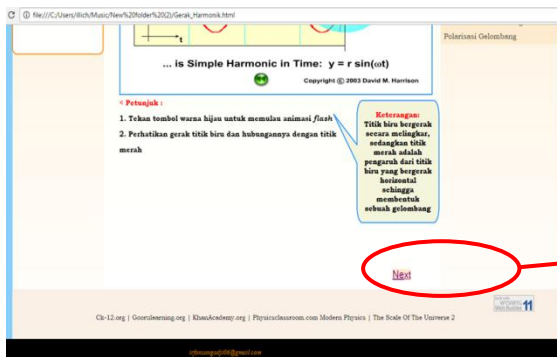 file:///C:/Users/illich/Music/New%20folder%20(2)/Gerak_Harmonik.html
Polarisasi Gelombang
t
... is Simple Harmonic in Time: y = r sin(ωt)
Copyright © 2003 David M. Harrison
< Petunjuk :
1. Tekan tombol warna hijau untuk memulau animasi flash
2. Perhatikan gerak titik biru dan hubungannya dengan titik
merah
Keterangan:
Titik biru bergerak
secara melingkar,
sedangkan titik
merah adalah
pengaruh dari titik
biru yang bergerak
horizontal
sehingga
membentuk
sebuah gelombang
Next
11
Ck-12.org | Goorulearning.org | KhanAcademy.org | Physicsclassroom.com Modern Physics | The Scale Of The Universe 2